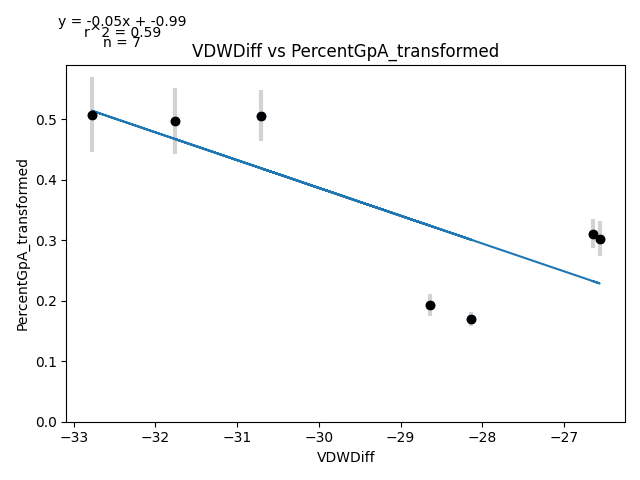 y = -0.05x + -0.99
r^2 = 0.59
n = 7
VDWDiff vs PercentGpA_transformed
PercentGpA_transformed
0.5
0.4
0.3
0.2
0.1
0.0
−33
−32
−31
−30
−29
−28
−27
VDWDiff